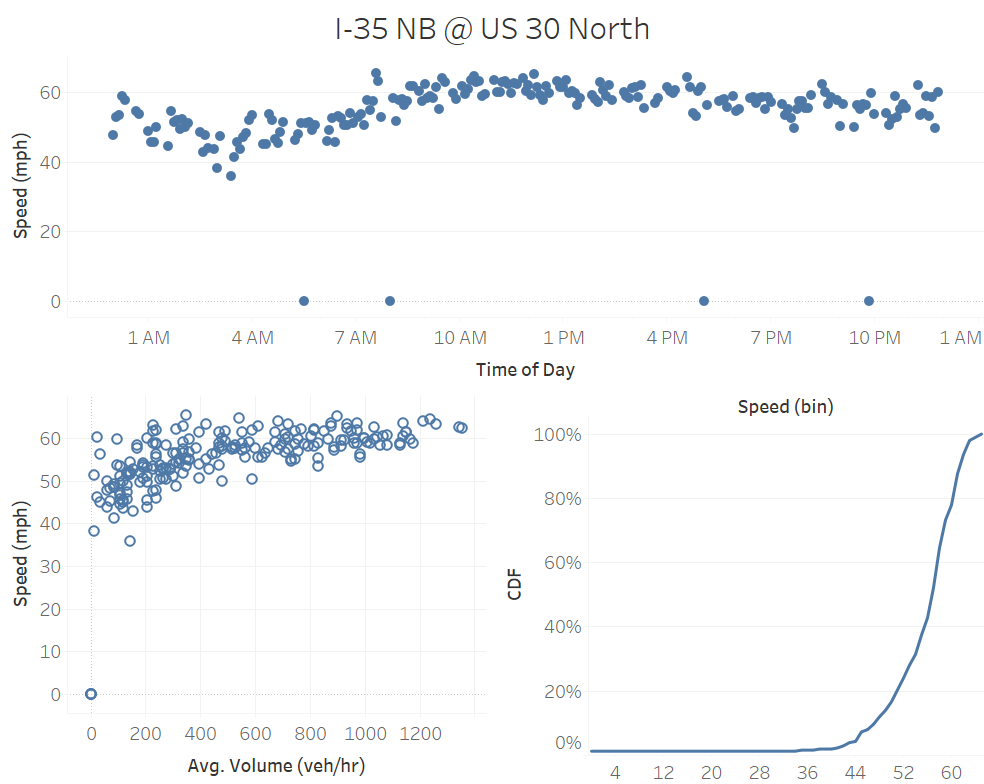 I-35 NB @ US 30 North
60
40
20
0
Speed (mph)
1 AM 4 AM 7 AM 10 AM 1 PM 4 PM 7 PM 10 PM 1 AM
Time of Day
60
50
40
30
20
10
0
Speed (mph)
0 200 400 600 800 1000 1200
Avg. Volume (veh/hr)
Speed (bin)
100%
80%
60%
40%
20%
0%
CDF
4 12 20 28 36 44 52 60